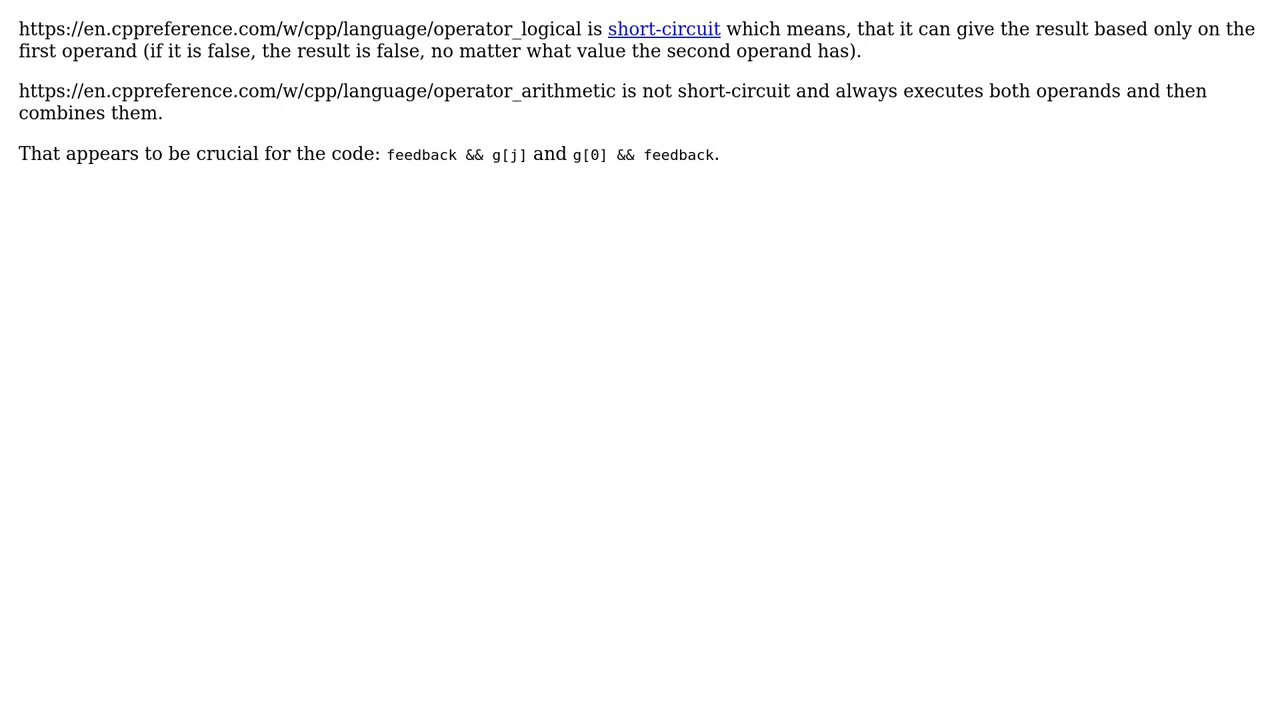 https://en.cppreference.com/w/cpp/language/operator_logical is short-circuit which means, that it can give the result based only on the
first operand (if it is false, the result is false, no matter what value the second operand has).
https://en.cppreference.com/w/cpp/language/operator_arithmetic is not short-circuit and always executes both operands and then
combines them.
That appears to be crucial for the code: feedback && g[j] and g[0] && feedback.